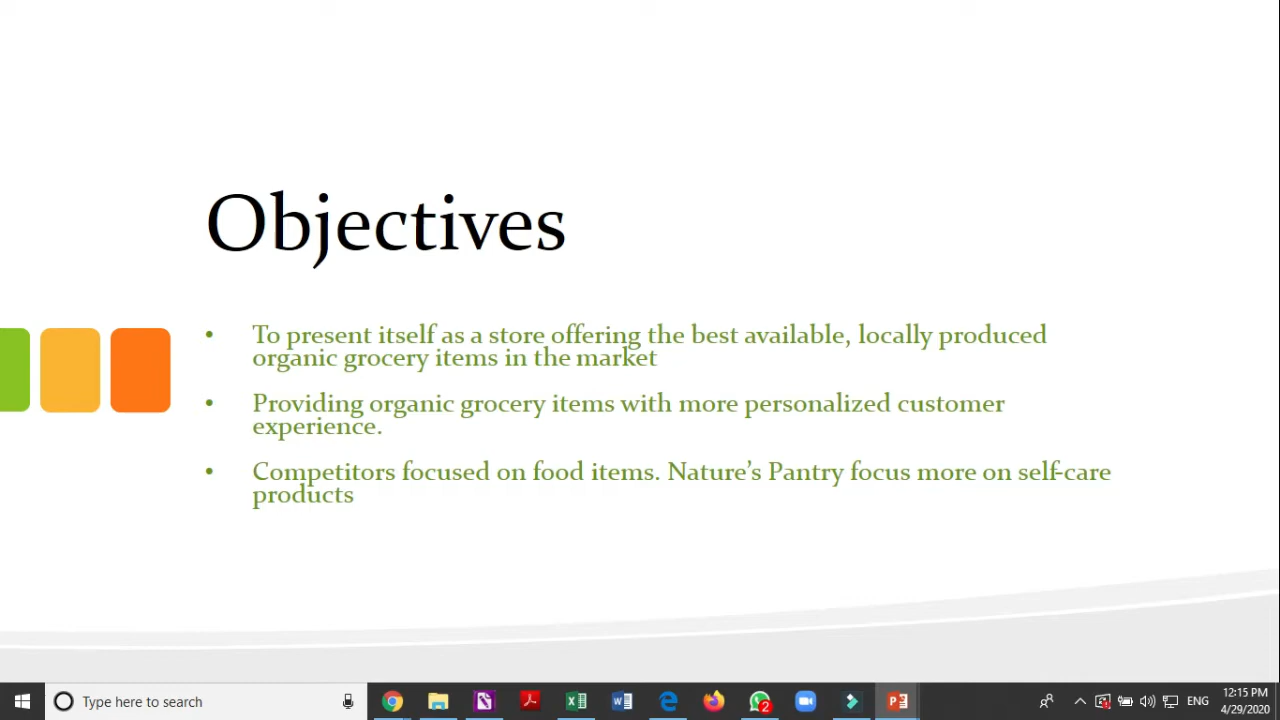 Objectives
• To present itself as a store offering the best available, locally produced
organic grocery items in the market
• Providing organic grocery items with more personalized customer
experience.
• Competitors focused on food items. Nature’s Pantry focus more on self-care
products
Type here to search
2
ENG
12:15 PM
4/29/2020